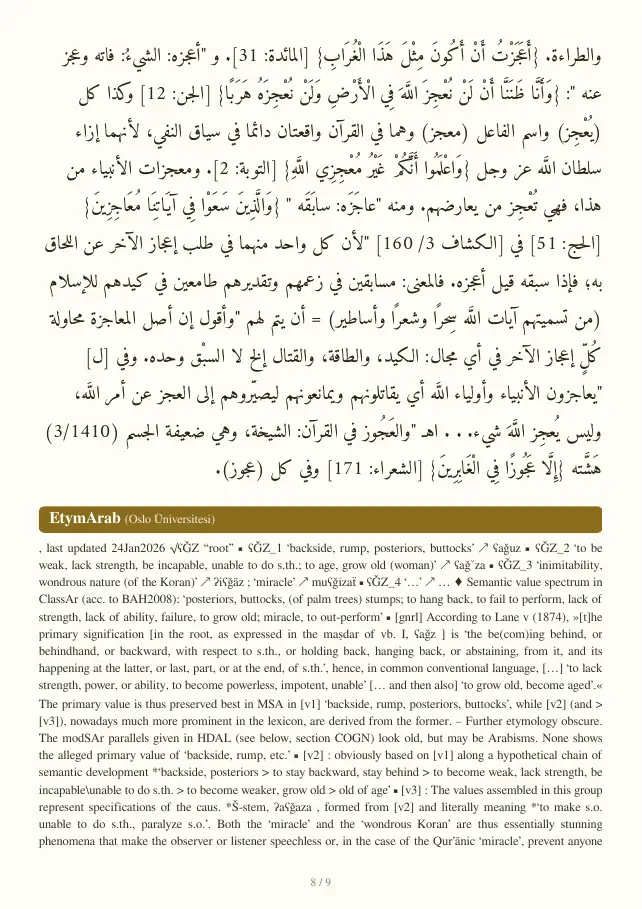 والطراءة. {أَعَجَزْتُ أَنْ أَكُونَ مِثْلَ هَذَا الْغُرَابِ} [المائدة: 31]. و "أعجزه: الشيءُ: فاته وعجز
عنه ": {وَأَنَّا ظَنَنَّا أَنْ لَنْ نُعْجِزَ اللَّهَ فِي الْأَرْضِ وَلَنْ نُعْجِزَهُ هَرَبًا} [الجن: 12] وكذا كل
(يُعْجِز) واسم الفاعل (معجز) وهما في القرآن واقعتان دائما في سياق النفي، لأنهما إزاء
سلطان الله عز وجل {وَاعْلَمُوا أَنَّكُمْ غَيْرُ مُعْجِزِي اللَّهِ} [التوبة: 2]. ومعجزات الأنبياء من
هذا، فهي تُعْجِز من يعارضهم. ومنه "عاجَزَه: سابَقَه " {وَالَّذِينَ سَعَوْا فِي آيَاتِنَا مُعَاجِزِينَ}
[الحج: 51] في [الكشاف 3/ 160] "لأن كل واحد منهما في طلب إعجاز الآخر عن اللحاق
به؛ فإذا سبقه قيل أعجزه. فالمعنى: مسابقين في زعمهم وتقديرهم طامعين في كيدهم للإسلام
(من تسميتهم آيات الله سِحرًا وشعرًا وأساطير) = أن يتم لهم "وأقول إن أصل المعاجزة محاولة
كُلٍّ إعجاز الآخر في أي مجال: الكيد، والطاقة، والقتال إلخ لا السبْق وحده. وفي [ل]
"يعاجزون الأنبياء وأولياء الله أي يقاتلونهم ويمانعونهم ليصيّروهم إلى العجز عن أمر الله،
وليس يُعجِز اللَّهَ شيء. . . اهـ "والعَجُوز في القرآن: الشيخة، وهي ضعيفة الجسم (3/1410)
هَشَّته {إِلَّا عَجُوزًا فِي الْغَابِرِينَ} [الشعراء: 171] وفي كل (عجوز).
EtymArab (Oslo Üniversitesi)
, last updated 24Jan2026 √ʕǦZ “root” ▪ ʕǦZ_1 ‘backside, rump, posteriors, buttocks’ ↗ ʕaǧuz ▪ ʕǦZ_2 ‘to be
weak, lack strength, be incapable, unable to do s.th.; to age, grow old (woman)’ ↗ ʕaǧˇza ▪ ʕǦZ_3 ‘inimitability,
wondrous nature (of the Koran)’ ↗ ʔiʕǧāz ; ‘miracle’ ↗ muʕǧizaẗ ▪ ʕǦZ_4 ‘…’ ↗ … ♦ Semantic value spectrum in
ClassAr (acc. to BAH2008): ‘posteriors, buttocks, (of palm trees) stumps; to hang back, to fail to perform, lack of
strength, lack of ability, failure, to grow old; miracle, to out-perform’ ▪ [gnrl] According to Lane v (1874), »[t]he
primary signification [in the root, as expressed in the maṣdar of vb. I, ʕaǧz ] is ‘the be(com)ing behind, or
behindhand, or backward, with respect to s.th., or holding back, hanging back, or abstaining, from it, and its
happening at the latter, or last, part, or at the end, of s.th.’, hence, in common conventional language, […] ‘to lack
strength, power, or ability, to become powerless, impotent, unable’ [… and then also] ‘to grow old, become aged’.«
The primary value is thus preserved best in MSA in [v1] ‘backside, rump, posteriors, buttocks’, while [v2] (and >
[v3]), nowadays much more prominent in the lexicon, are derived from the former. – Further etymology obscure.
The modSAr parallels given in HDAL (see below, section COGN) look old, but may be Arabisms. None shows
the alleged primary value of ‘backside, rump, etc.’ ▪ [v2] : obviously based on [v1] along a hypothetical chain of
semantic development *‘backside, posteriors > to stay backward, stay behind > to become weak, lack strength, be
incapable\unable to do s.th. > to become weaker, grow old > old of age’ ▪ [v3] : The values assembled in this group
represent specifications of the caus. *Š-stem, ʔaʕǧaza , formed from [v2] and literally meaning *‘to make s.o.
unable to do s.th., paralyze s.o.’. Both the ‘miracle’ and the ‘wondrous Koran’ are thus essentially stunning
phenomena that make the observer or listener speechless or, in the case of the Qurʾānic ‘miracle’, prevent anyone
8 / 9